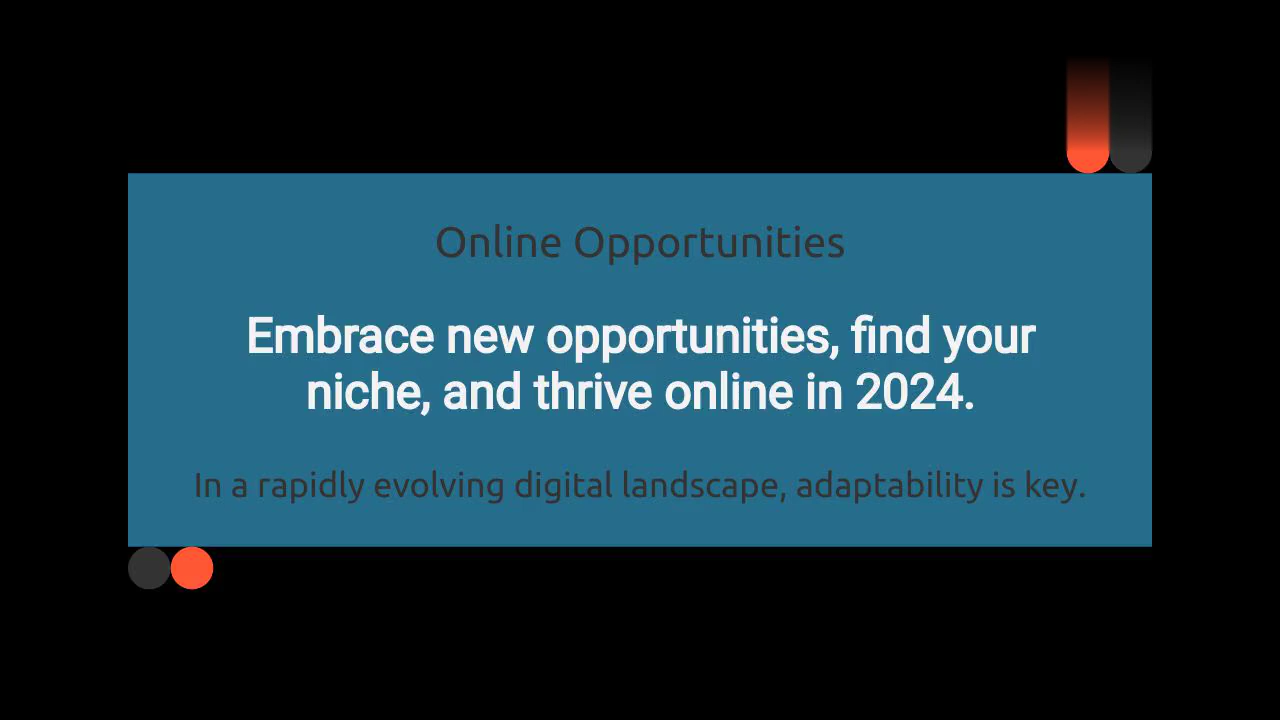 Online Opportunities
Embrace new opportunities, find your
niche, and thrive online in 2024.
In a rapidly evolving digital landscape, adaptability is key.